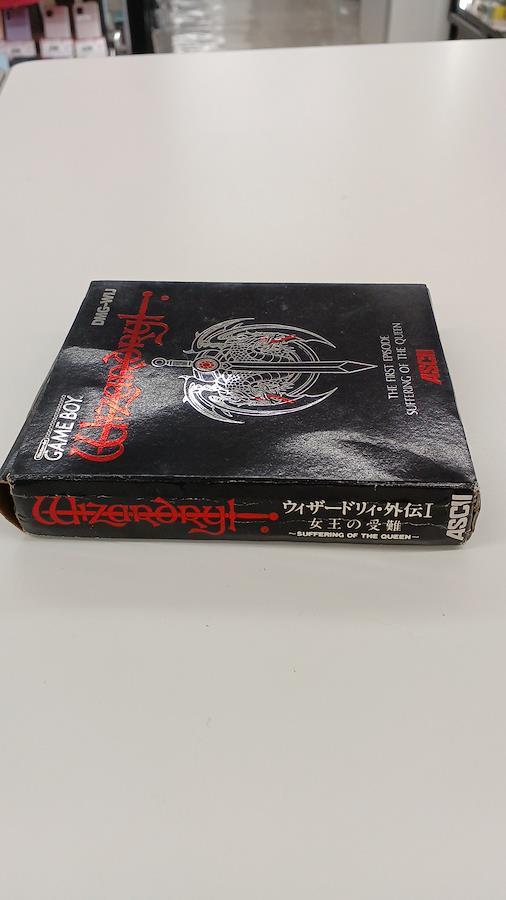 DMG-WIJ
Nintendo
GAME BOY
Wizardry
THE FIRST EPISODE
SUFFERING OF THE QUEEN
ASCII
Wizardry
ウィザードリィ・外伝I
女王の受難
～SUFFERING OF THE QUEEN～
ASCII